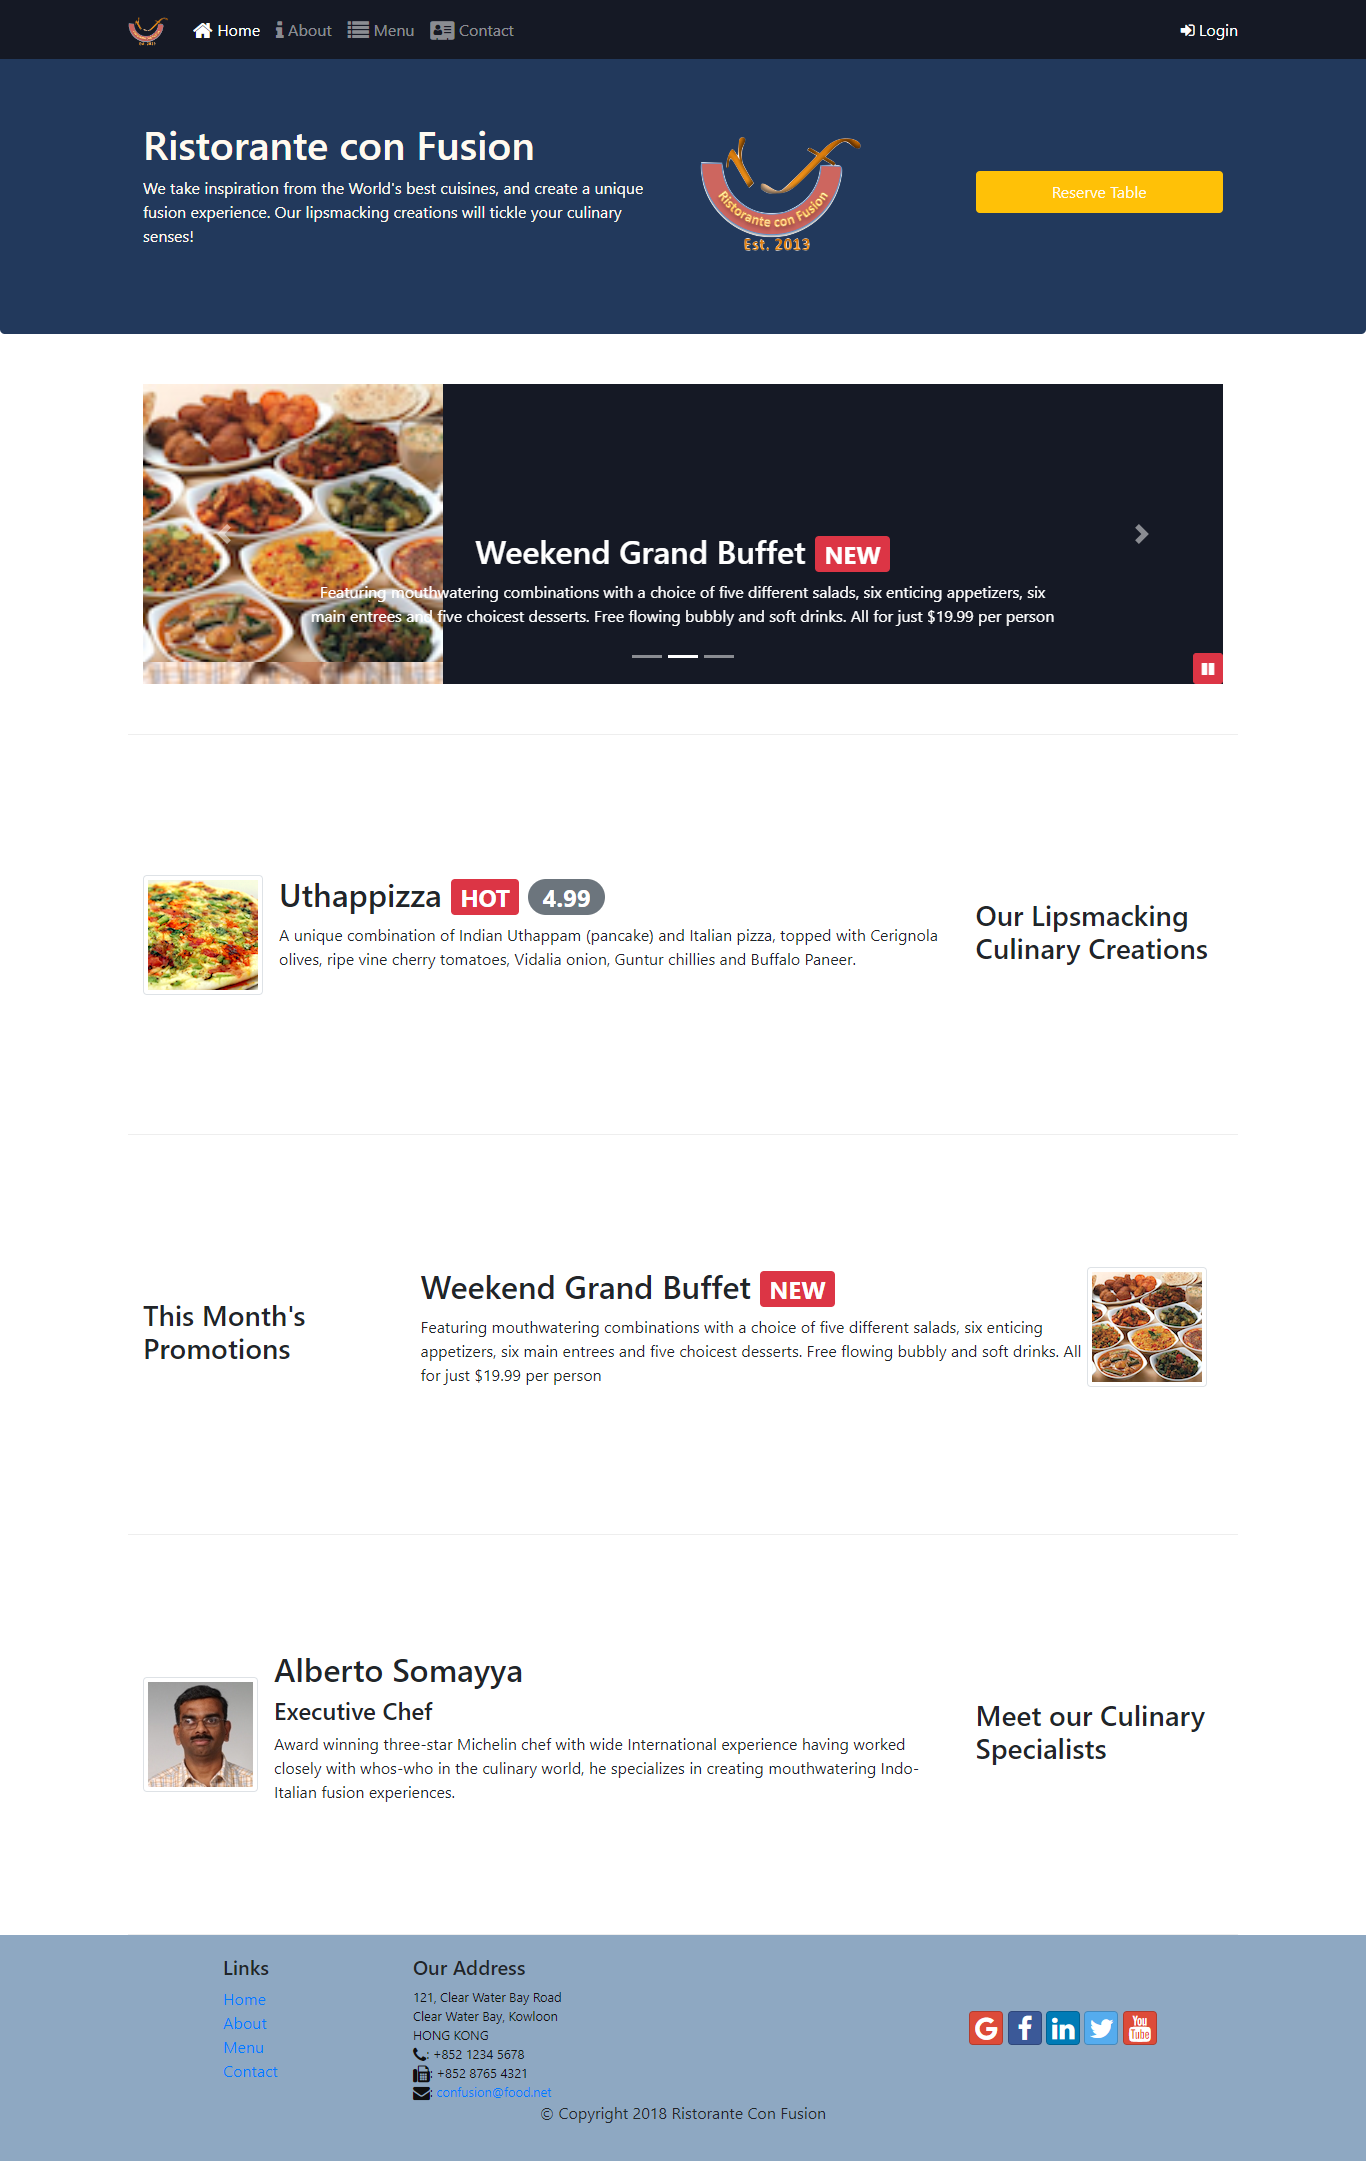 Home About Menu Contact Login
Ristorante con Fusion
We take inspiration from the World's best cuisines, and create a unique
fusion experience. Our lipsmacking creations will tickle your culinary
senses!
Ristorante con Fusion
Est. 2013
Reserve Table
Weekend Grand Buffet NEW
Featuring mouthwatering combinations with a choice of five different salads, six enticing appetizers, six
main entrees and five choicest desserts. Free flowing bubbly and soft drinks. All for just $19.99 per person
Uthappizza HOT 4.99
A unique combination of Indian Uthappam (pancake) and Italian pizza, topped with Cerignola
olives, ripe vine cherry tomatoes, Vidalia onion, Guntur chillies and Buffalo Paneer.
Our Lipsmacking
Culinary Creations
This Month's
Promotions
Weekend Grand Buffet NEW
Featuring mouthwatering combinations with a choice of five different salads, six enticing
appetizers, six main entrees and five choicest desserts. Free flowing bubbly and soft drinks. All
for just $19.99 per person
Alberto Somayya
Executive Chef
Award winning three-star Michelin chef with wide International experience having worked
closely with whos-who in the culinary world, he specializes in creating mouthwatering Indo-
Italian fusion experiences.
Meet our Culinary
Specialists
Links
Home
About
Menu
Contact
Our Address
121, Clear Water Bay Road
Clear Water Bay, Kowloon
HONG KONG
: +852 1234 5678
: +852 8765 4321
: confusion@food.net
G f in You Tube
© Copyright 2018 Ristorante Con Fusion